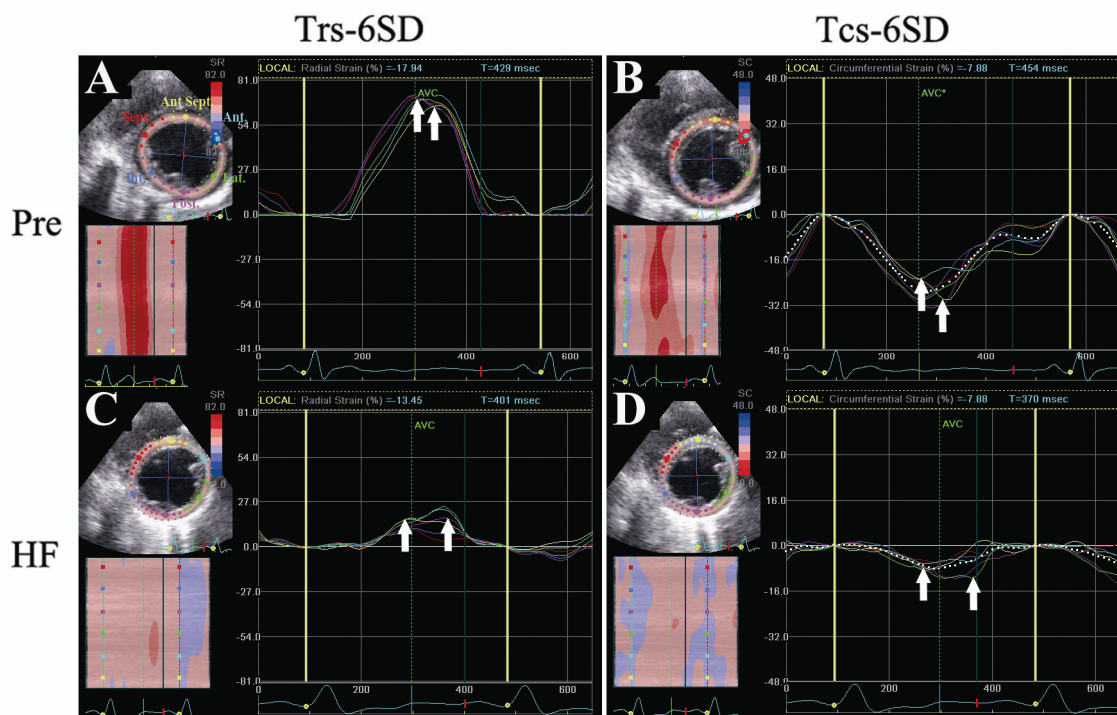 Trs-6SD
Tcs-6SD
Pre
HF
A
SR
82.0
Ant Sept.
Sept.
Ant.
Lat.
Post.
LOCAL: Radial Strain (%) =-17.94 T=429 msec
81.0
54.0
27.0
0.0
-27.0
-54.0
-81.0
AVC
0
200
400
600
B
SC
48.0
LOCAL: Circumferential Strain (%) =-7.88 T=454 msec
48.0
32.0
16.0
0.0
-16.0
-32.0
-48.0
AVC*
0
200
400
600
C
SR
82.0
82.0
LOCAL: Radial Strain (%) =-13.45 T=401 msec
81.0
54.0
27.0
0.0
-27.0
-54.0
-81.0
AVC
0
200
400
600
D
SC
48.0
LOCAL: Circumferential Strain (%) =-7.88 T=370 msec
48.0
32.0
16.0
0.0
-16.0
-32.0
-48.0
AVC
0
200
400
600